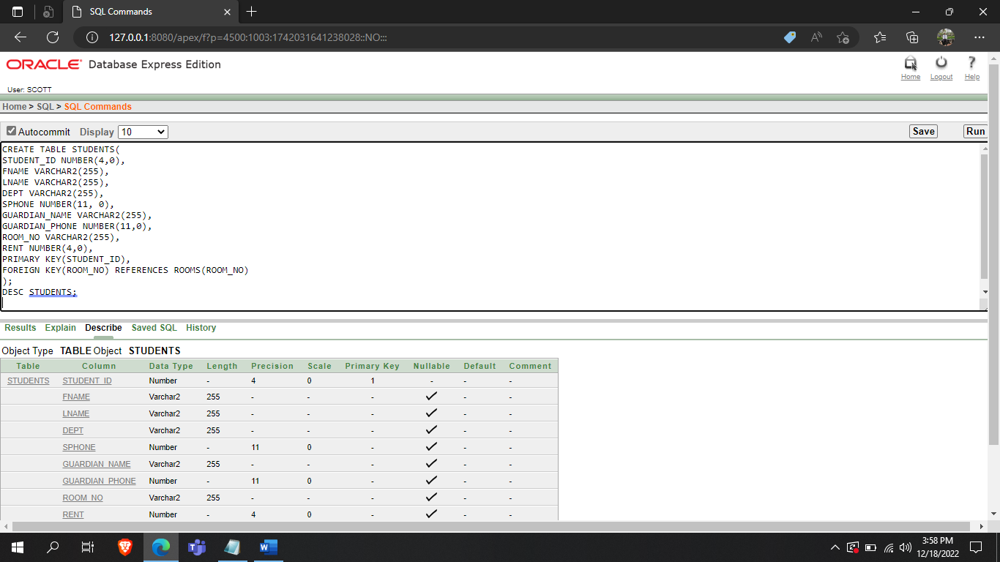 SQL Commands
127.0.0.1:8080/apex/f?p=4500:1003:1742031641238028::NO:::
ORACLE Database Express Edition
Home Logout Help
User: SCOTT
Home > SQL > SQL Commands
Autocommit Display 10 Save Run
CREATE TABLE STUDENTS(
STUDENT_ID NUMBER(4,0),
FNAME VARCHAR2(255),
LNAME VARCHAR2(255),
DEPT VARCHAR2(255),
SPHONE NUMBER(11, 0),
GUARDIAN_NAME VARCHAR2(255),
GUARDIAN_PHONE NUMBER(11,0),
ROOM_NO VARCHAR2(255),
RENT NUMBER(4,0),
PRIMARY KEY(STUDENT_ID),
FOREIGN KEY(ROOM_NO) REFERENCES ROOMS(ROOM_NO)
);
DESC STUDENTS;
Results Explain Describe Saved SQL History
Object Type TABLE Object STUDENTS
Table Column Data Type Length Precision Scale Primary Key Nullable Default Comment
STUDENTS STUDENT_ID Number - 4 0 1 - - -
FNAME Varchar2 255 - - - ✓ - -
LNAME Varchar2 255 - - - ✓ - -
DEPT Varchar2 255 - - - ✓ - -
SPHONE Number - 11 0 - ✓ - -
GUARDIAN_NAME Varchar2 255 - - - ✓ - -
GUARDIAN_PHONE Number - 11 0 - ✓ - -
ROOM_NO Varchar2 255 - - - ✓ - -
RENT Number - 4 0 - ✓ - -
3:58 PM
12/18/2022